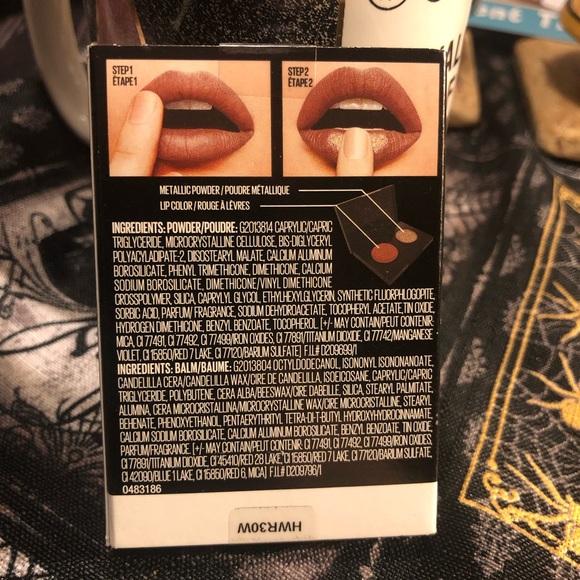 STEP 1
ÉTAPE 1
STEP 2
ÉTAPE 2
METALLIC POWDER / POUDRE MÉTALLIQUE
LIP COLOR / ROUGE À LÈVRES
INGREDIENTS: POWDER/POUDRE: G2013814 CAPRYLIC/CAPRIC
TRIGLYCERIDE, MICROCRYSTALLINE CELLULOSE, BIS-DIGLYCERYL
POLYACYLADIPATE-2, DIISOSTEARYL MALATE, CALCIUM ALUMINUM
BOROSILICATE, PHENYL TRIMETHICONE, DIMETHICONE, CALCIUM
SODIUM BOROSILICATE, DIMETHICONE/VINYL DIMETHICONE
CROSSPOLYMER, SILICA, CAPRYLYL GLYCOL, ETHYLHEXYLGLYCERIN, SYNTHETIC FLUORPHLOGOPITE,
SORBIC ACID, PARFUM/ FRAGRANCE, SODIUM DEHYDROACETATE, TOCOPHERYL ACETATE, TIN OXIDE,
HYDROGEN DIMETHICONE, BENZYL BENZOATE, TOCOPHEROL. [+/- MAY CONTAIN/PEUT CONTENIR:
MICA, CI 77491, CI 77492, CI 77499/IRON OXIDES, CI 77891/TITANIUM DIOXIDE, CI 77742/MANGANESE
VIOLET, CI 15850/RED 7 LAKE, CI 77120/BARIUM SULFATE] F.I.L# D209699/1
INGREDIENTS: BALM/BAUME: G2013804 OCTYLDODECANOL, ISONONYL ISONONANOATE,
CANDELILLA CERA/CANDELILLA WAX/CIRE DE CANDELILLA, ISOEICOSANE, CAPRYLIC/CAPRIC
TRIGLYCERIDE, POLYBUTENE, CERA ALBA/BEESWAX/CIRE DABEILLE, SILICA, STEARYL PALMITATE,
ALUMINA, CERA MICROCRISTALLINA/MICROCRYSTALLINE WAX/CIRE MICROCRISTALLINE, STEARYL
BEHENATE, PHENOXYETHANOL, PENTAERYTHRITYL TETRA-DI-T-BUTYL HYDROXYHYDROCINNAMATE,
CALCIUM SODIUM BOROSILICATE, CALCIUM ALUMINUM BOROSILICATE, BENZYL BENZOATE, TIN OXIDE,
PARFUM/FRAGRANCE. [+/- MAY CONTAIN/PEUT CONTENIR: CI 77491, CI 77492, CI 77499/IRON OXIDES,
CI 77891/TITANIUM DIOXIDE, CI 45410/RED 28 LAKE, CI 15850/RED 7 LAKE, CI 77120/BARIUM SULFATE,
CI 42090/BLUE 1 LAKE, CI 15850/RED 6, MICA] F.I.L# D209796/1
0483186
HWR30W